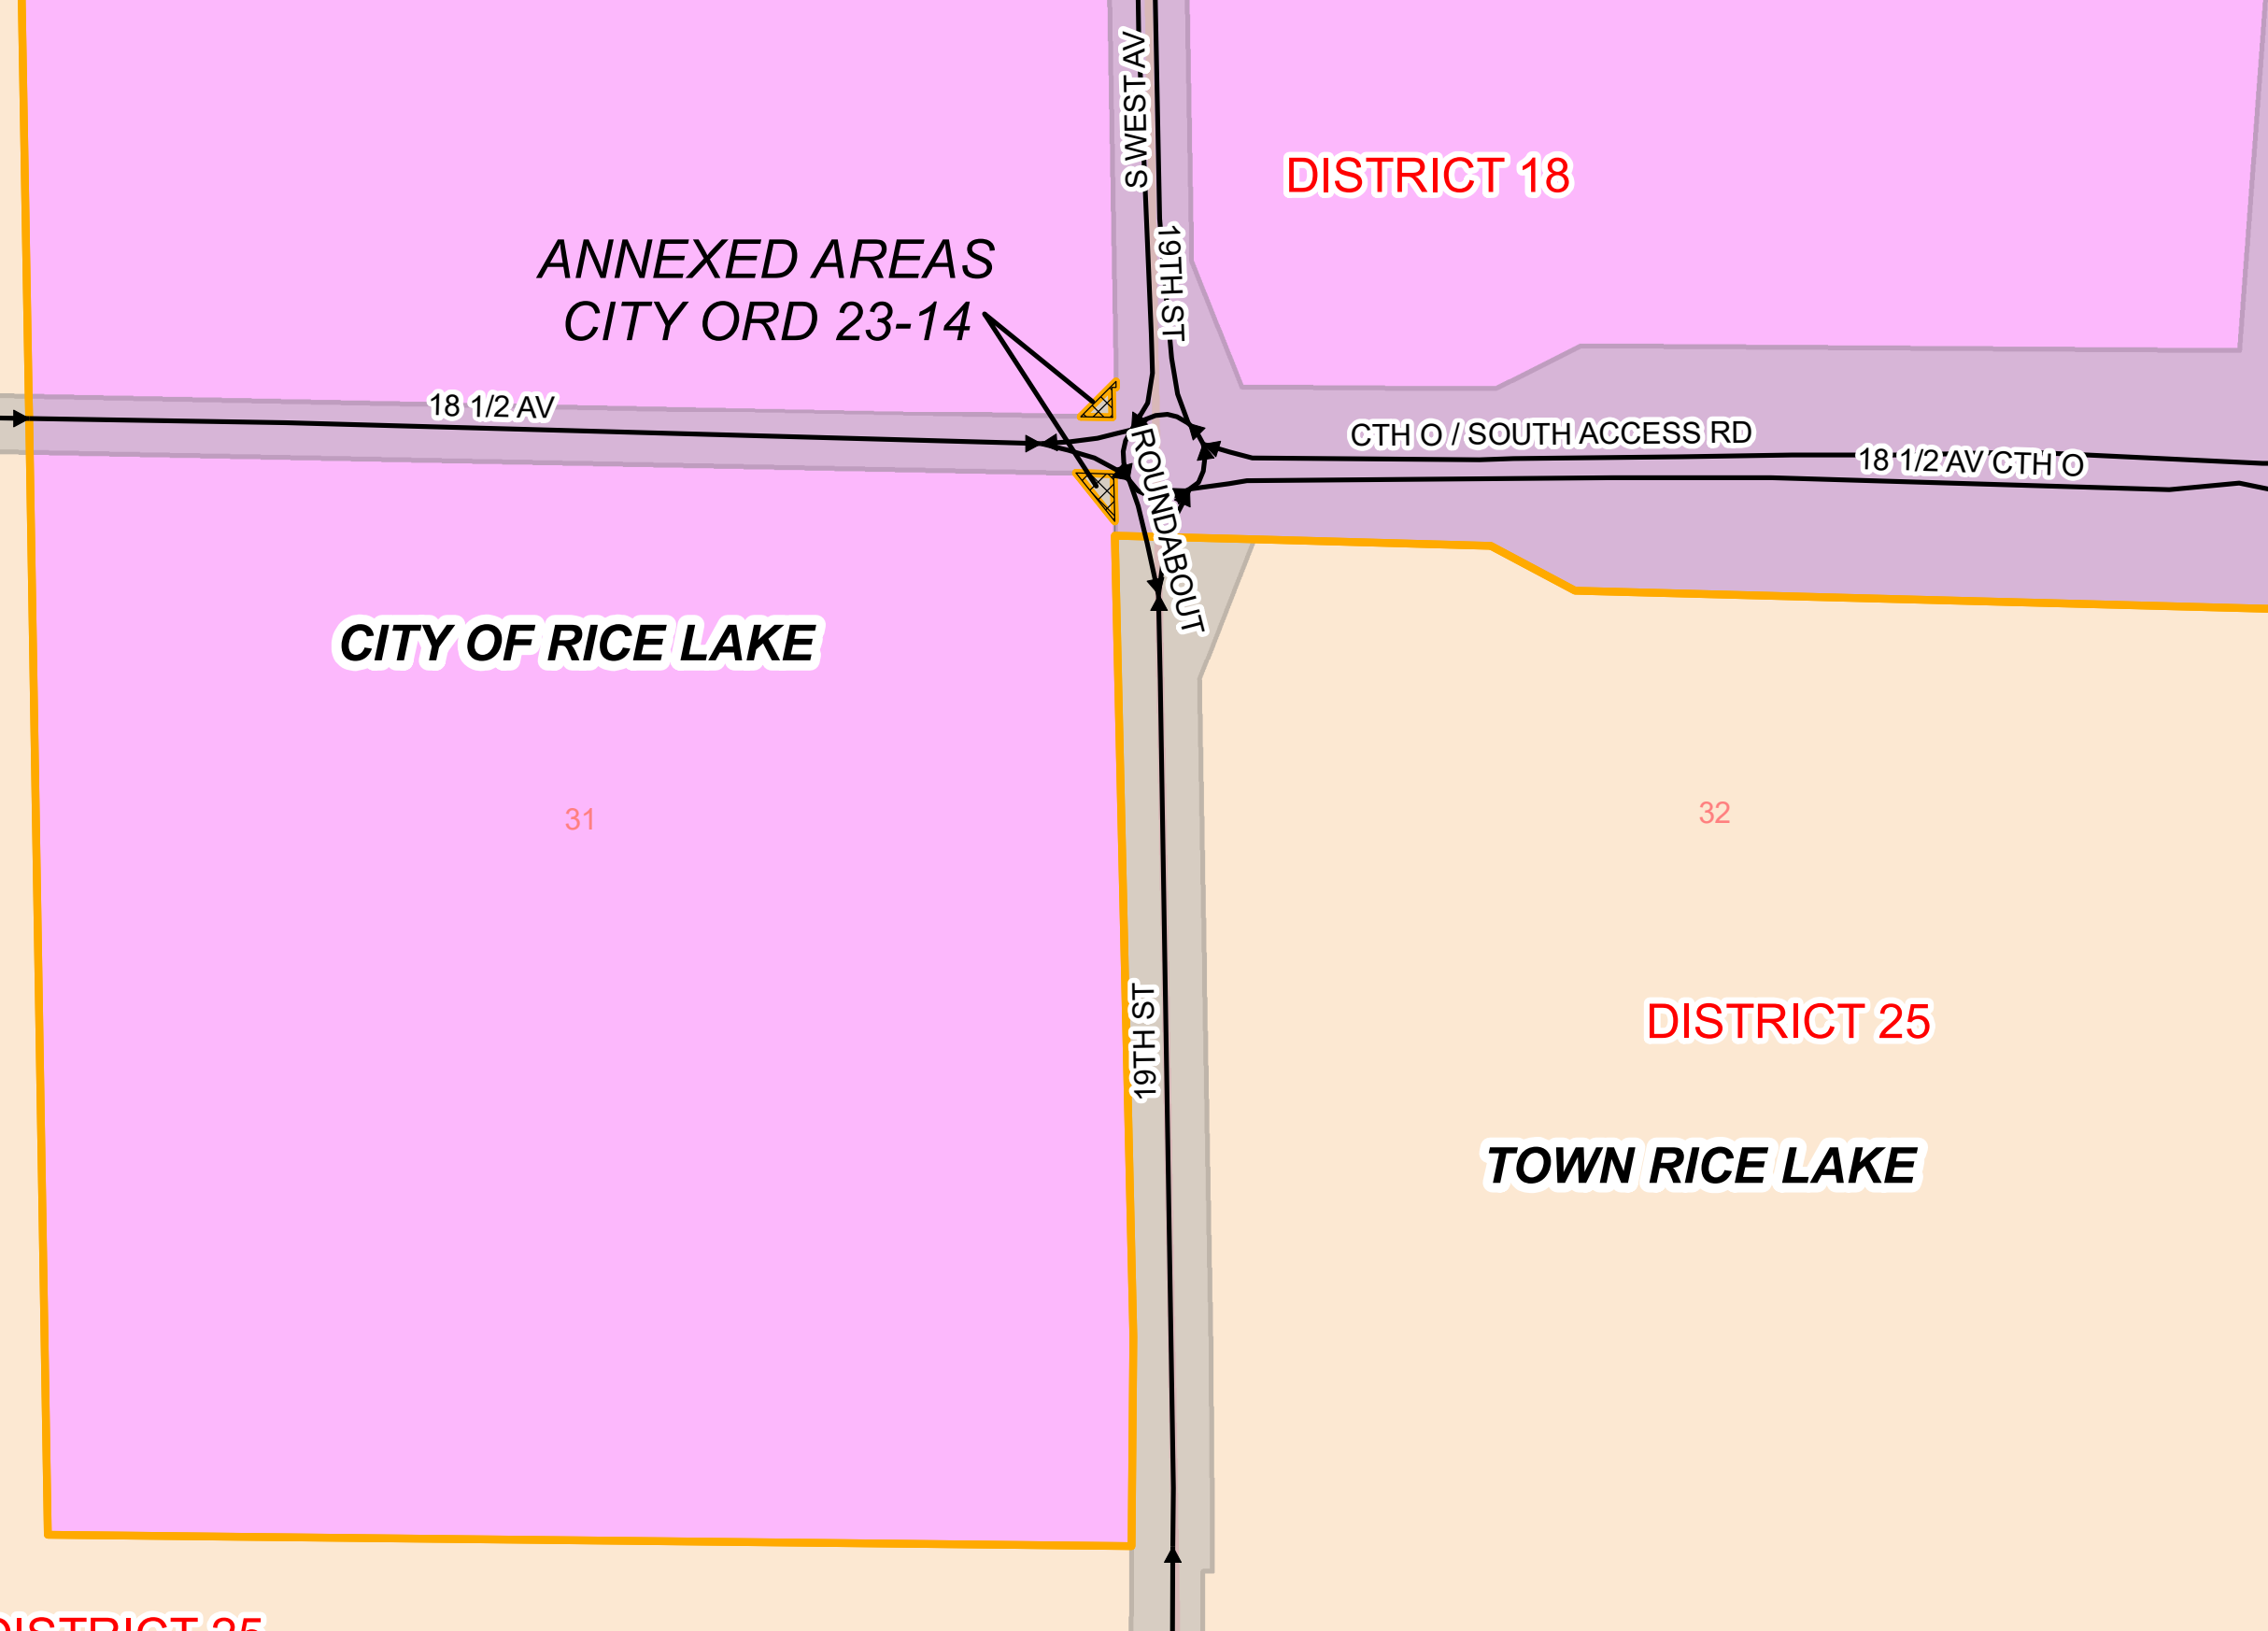 S WEST AV
DISTRICT 18
19TH ST
ANNEXED AREAS
CITY ORD 23-14
18 1/2 AV
CTH O / SOUTH ACCESS RD
18 1/2 AV CTH O
ROUNDABOUT
CITY OF RICE LAKE
31
32
19TH ST
DISTRICT 25
TOWN RICE LAKE
DISTRICT 25